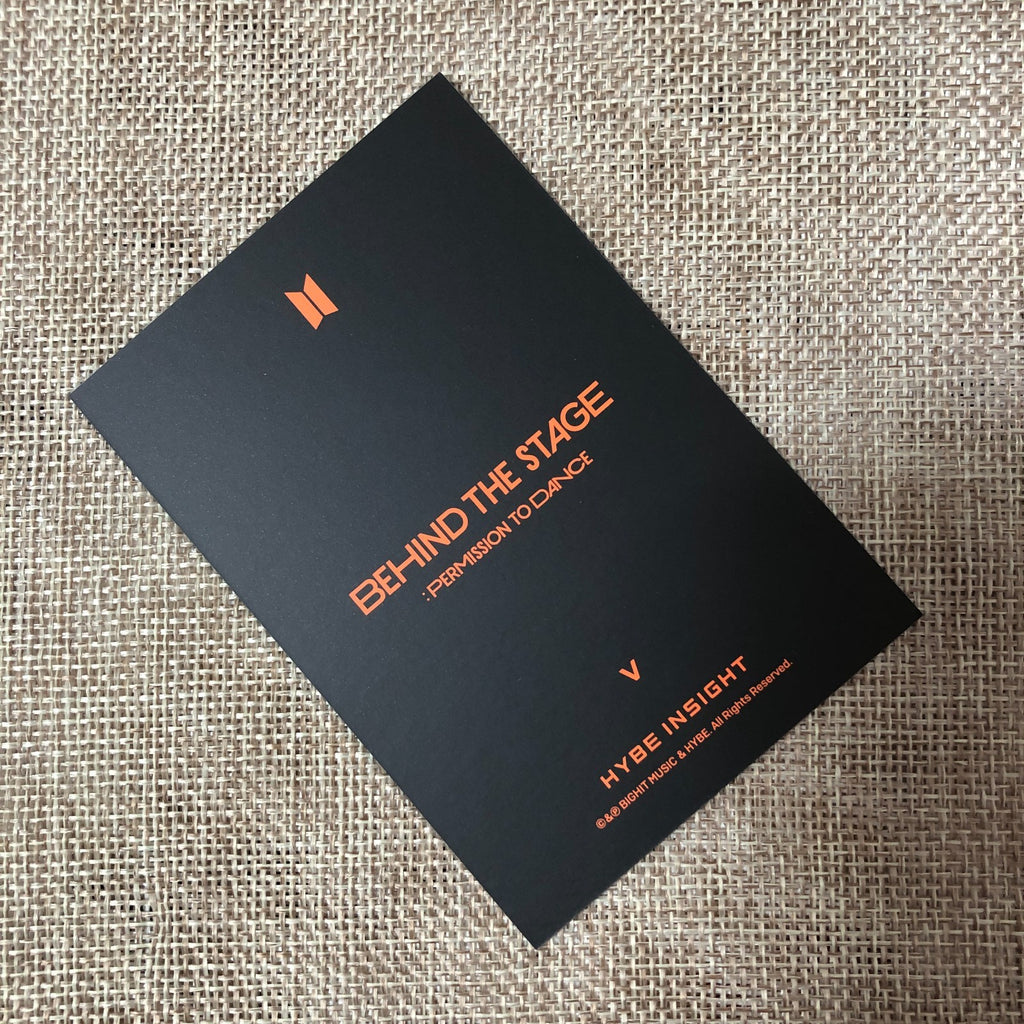 BEHIND THE STAGE
: PERMISSION TO DANCE
V
HYBE INSIGHT
©&℗ BIGHIT MUSIC & HYBE. All Rights Reserved.